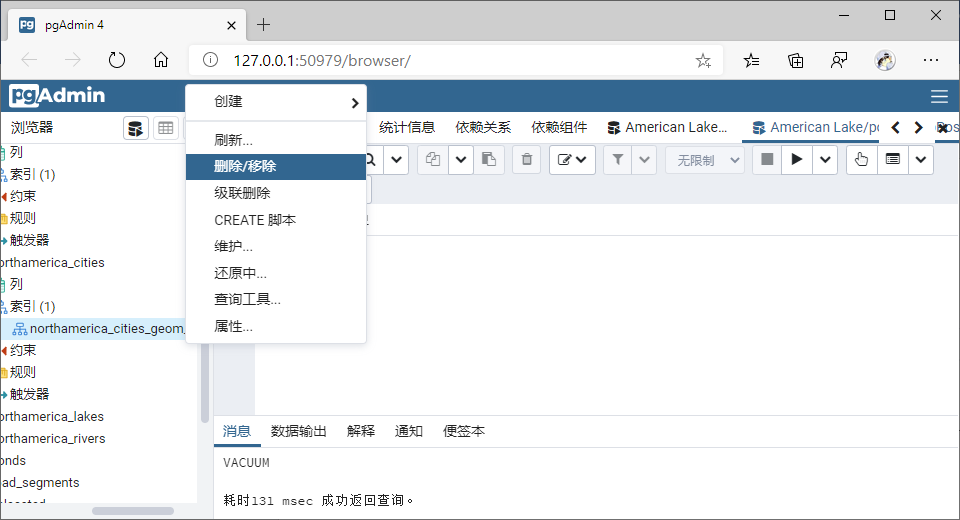 pgAdmin 4
127.0.0.1:50979/browser/
pgAdmin
浏览器
统计信息
依赖关系
依赖组件
American Lake...
American Lake/po
Pos
创建
刷新...
删除/移除
级联删除
CREATE 脚本
维护...
还原中...
查询工具...
属性...
无限制
列
索引 (1)
约束
规则
触发器
orthamerica_cities
列
索引 (1)
northamerica_cities_geom_
约束
规则
触发器
orthamerica_lakes
orthamerica_rivers
onds
ad_segments
消息
数据输出
解释
通知
便签本
VACUUM
耗时131 msec 成功返回查询。